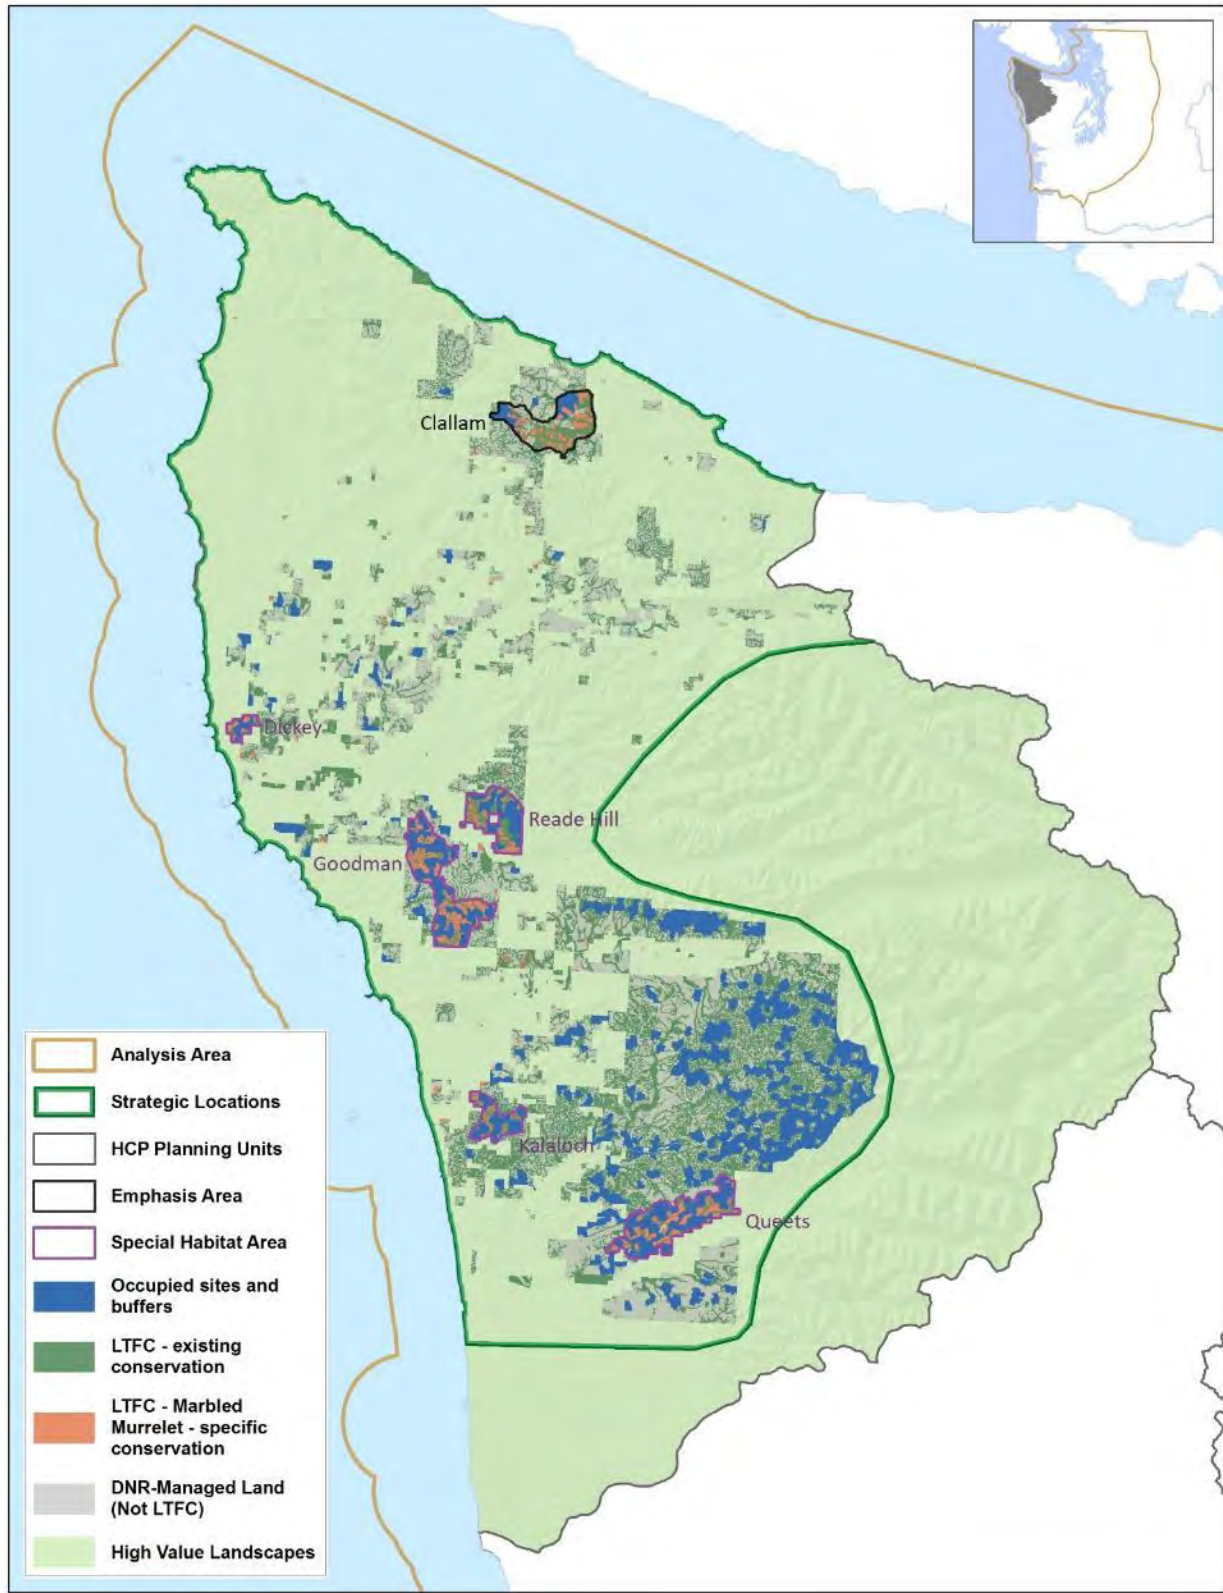 Clallam
Dickey
Reade Hill
Goodman
Kalaloch
Queets
Analysis Area
Strategic Locations
HCP Planning Units
Emphasis Area
Special Habitat Area
Occupied sites and
buffers
LTFC - existing
conservation
LTFC - Marbled
Murrelet - specific
conservation
DNR-Managed Land
(Not LTFC)
High Value Landscapes